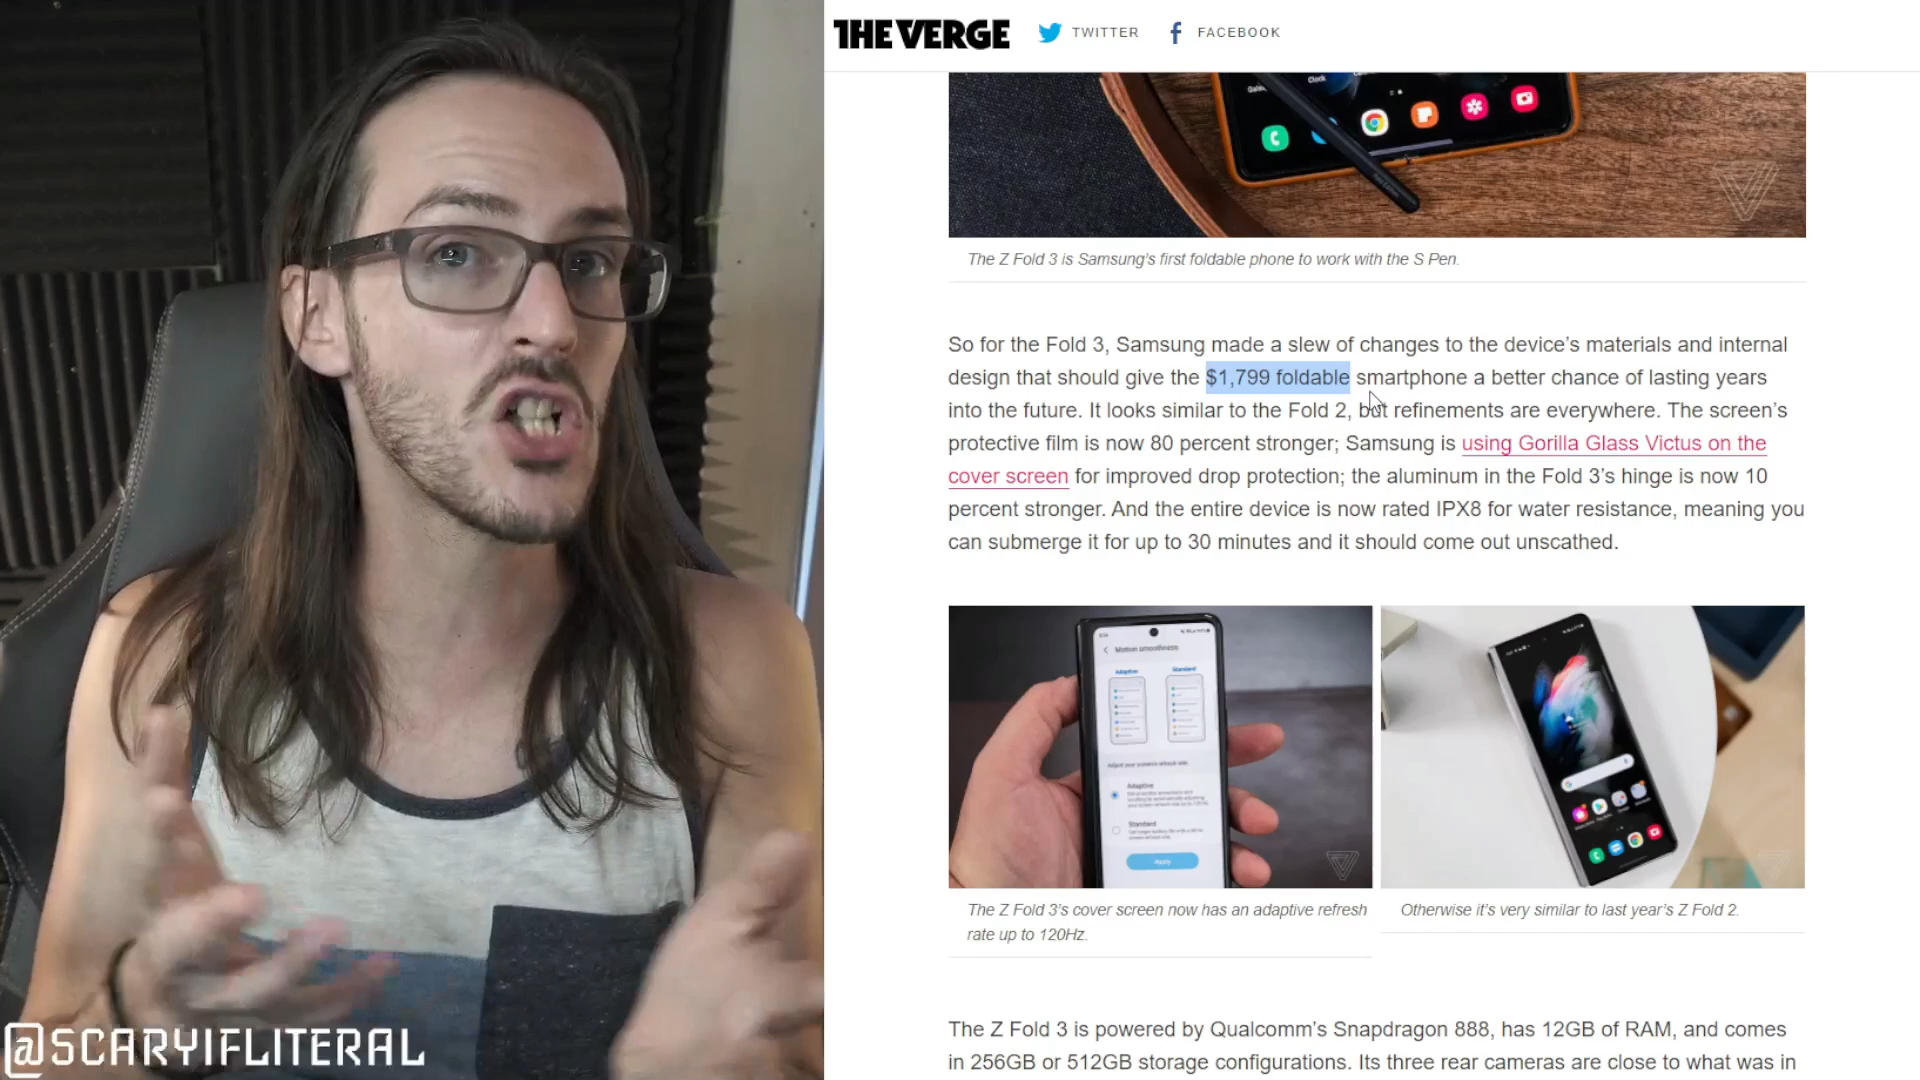 THE VERGE
TWITTER
FACEBOOK
Clock
The Z Fold 3 is Samsung's first foldable phone to work with the S Pen.
So for the Fold 3, Samsung made a slew of changes to the device's materials and internal
design that should give the $1,799 foldable smartphone a better chance of lasting years
into the future. It looks similar to the Fold 2, but refinements are everywhere. The screen's
protective film is now 80 percent stronger; Samsung is using Gorilla Glass Victus on the
cover screen for improved drop protection; the aluminum in the Fold 3's hinge is now 10
percent stronger. And the entire device is now rated IPX8 for water resistance, meaning you
can submerge it for up to 30 minutes and it should come out unscathed.
Motion smoothness
Adaptive
Standard
Adaptive
Standard
Apply
The Z Fold 3's cover screen now has an adaptive refresh
rate up to 120Hz.
Otherwise it's very similar to last year's Z Fold 2.
The Z Fold 3 is powered by Qualcomm's Snapdragon 888, has 12GB of RAM, and comes
in 256GB or 512GB storage configurations. Its three rear cameras are close to what was in
@SCARYIFLITERAL